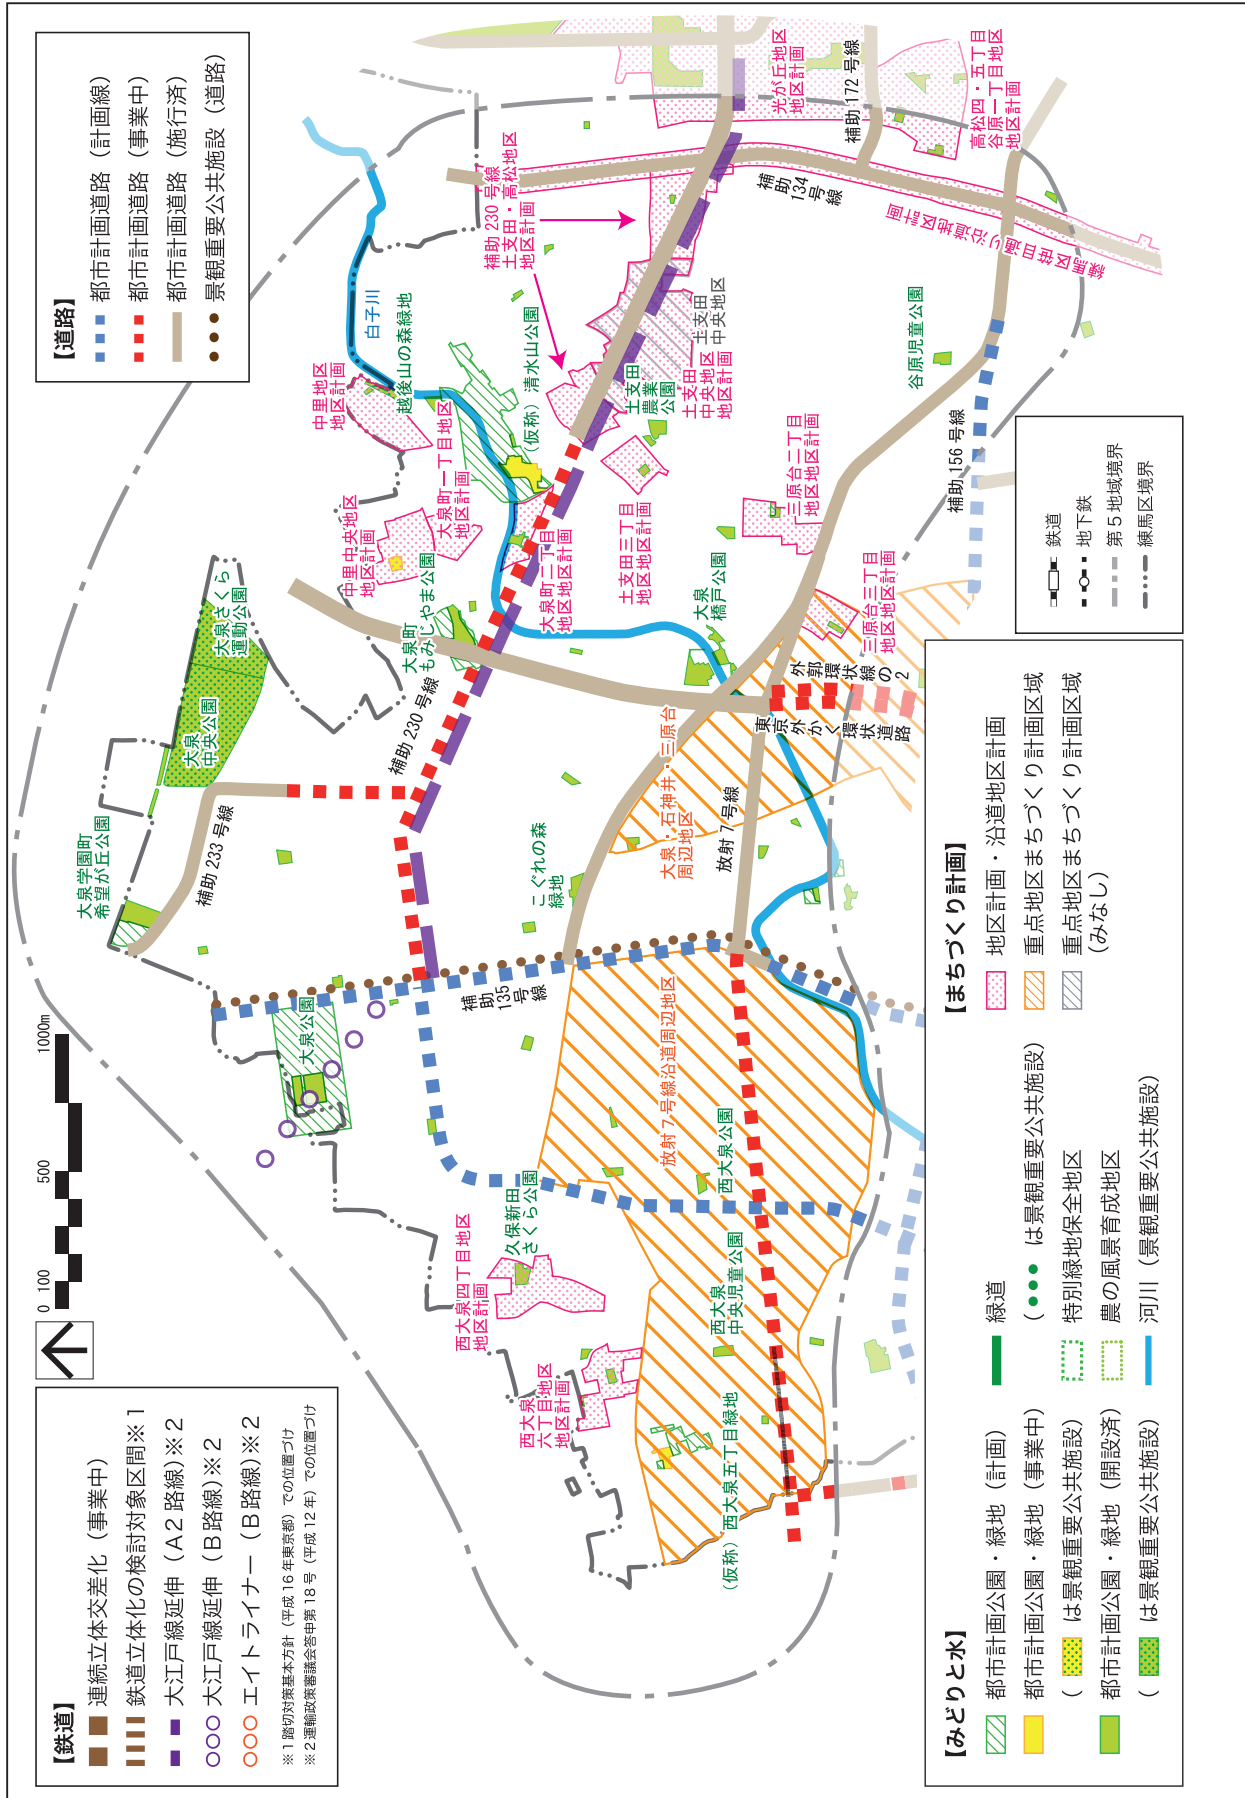 【鉄道】
連続立体交差化（事業中）
鉄道立体化の検討対象区間※１
大江戸線延伸（Ａ２路線）※２
大江戸線延伸（Ｂ路線）※２
エイトライナー（Ｂ路線）※２
※１踏切対策基本方針（平成16年東京都）での位置づけ
※２運輸政策審議会答申第18号（平成12年）での位置づけ
0 100 500 1000m
【道路】
都市計画道路（計画線）
都市計画道路（事業中）
都市計画道路（施行済）
景観重要公共施設（道路）
大泉学園町
希望が丘公園
補助233号線
大泉
中央公園
大泉さくら
運動公園
大泉公園
補助
135
号
線
補助230号線
大泉町
もみじやま公園
中里中央地区
地区計画
中里地区
地区計画
大泉町一丁目地区
地区計画
越後山の森緑地
白子川
（仮称）清水山公園
補助230号線
土支田・高松地区
地区計画
大泉町二丁目
地区地区計画
土支田三丁目
地区地区計画
土支田
農業
公園
土支田
中央地区
地区計画
土支田
中央地区
光が丘地区
地区計画
補助172号線
補助
134
号線
高松四・五丁目
谷原一丁目地区
地区計画
練馬区笹目通り沿道地区計画
谷原児童公園
補助156号線
三原台二丁目
地区地区計画
三原台三丁目
地区地区計画
大泉
橋戸公園
外郭環状線の2
東京外かく環状道路
大泉・石神井・三原台
周辺地区
放射7号線
こぐれの森
緑地
放射7号線沿道周辺地区
西大泉公園
西大泉
中央児童公園
久保新田
さくら公園
西大泉四丁目地区
地区計画
西大泉
六丁目地区
地区計画
（仮称）西大泉五丁目緑地
鉄道
地下鉄
第５地域境界
練馬区境界
【みどりと水】
都市計画公園・緑地（計画）
都市計画公園・緑地（事業中）
（ は景観重要公共施設）
都市計画公園・緑地（開設済）
（ は景観重要公共施設）
緑道
（●●● は景観重要公共施設）
特別緑地保全地区
農の風景育成地区
河川（景観重要公共施設）
【まちづくり計画】
地区計画・沿道地区計画
重点地区まちづくり計画区域
重点地区まちづくり計画区域
（みなし）